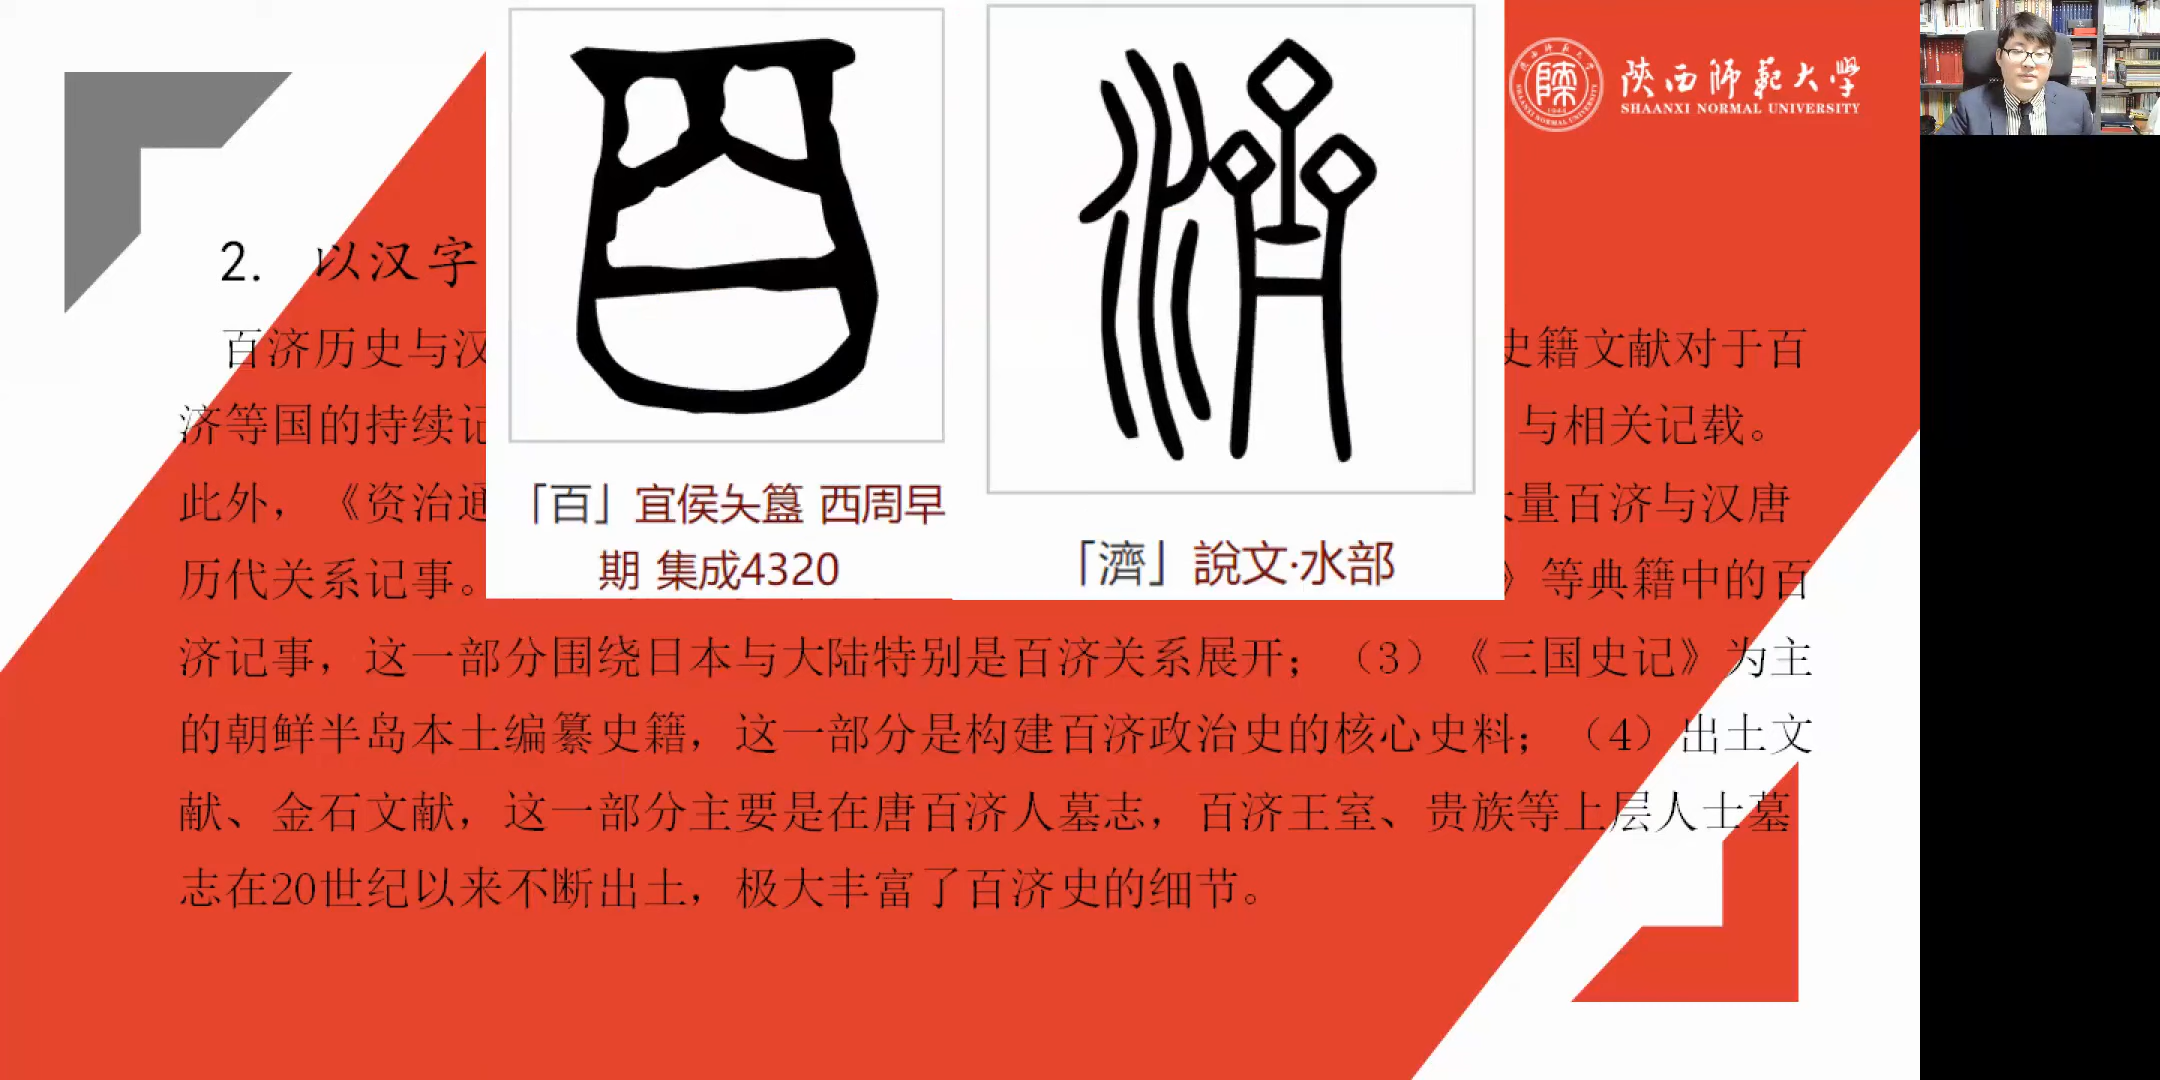 陝西師範大學
SHAANXI NORMAL UNIVERSITY
2. 以汉字
百济历史与汉
史籍文献对于百
济等国的持续记
与相关记载。
此外，《资治通
大量百济与汉唐
历代关系记事。
》等典籍中的百
济记事，这一部分围绕日本与大陆特别是百济关系展开；（3）《三国史记》为主
的朝鲜半岛本土编纂史籍，这一部分是构建百济政治史的核心史料；（4）出土文
献、金石文献，这一部分主要是在唐百济人墓志，百济王室、贵族等上层人士墓
志在20世纪以来不断出土，极大丰富了百济史的细节。
「百」宜侯夨簋 西周早
期 集成4320
「濟」說文·水部